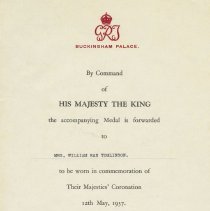 GRI
BUCKINGHAM PALACE.
By Command
of
HIS MAJESTY THE KING
the accompanying Medal is forwarded
to
MRS. WILLIAM MAX TOMLINSON.
to be worn in commemoration of
Their Majesties' Coronation
12th May, 1937.